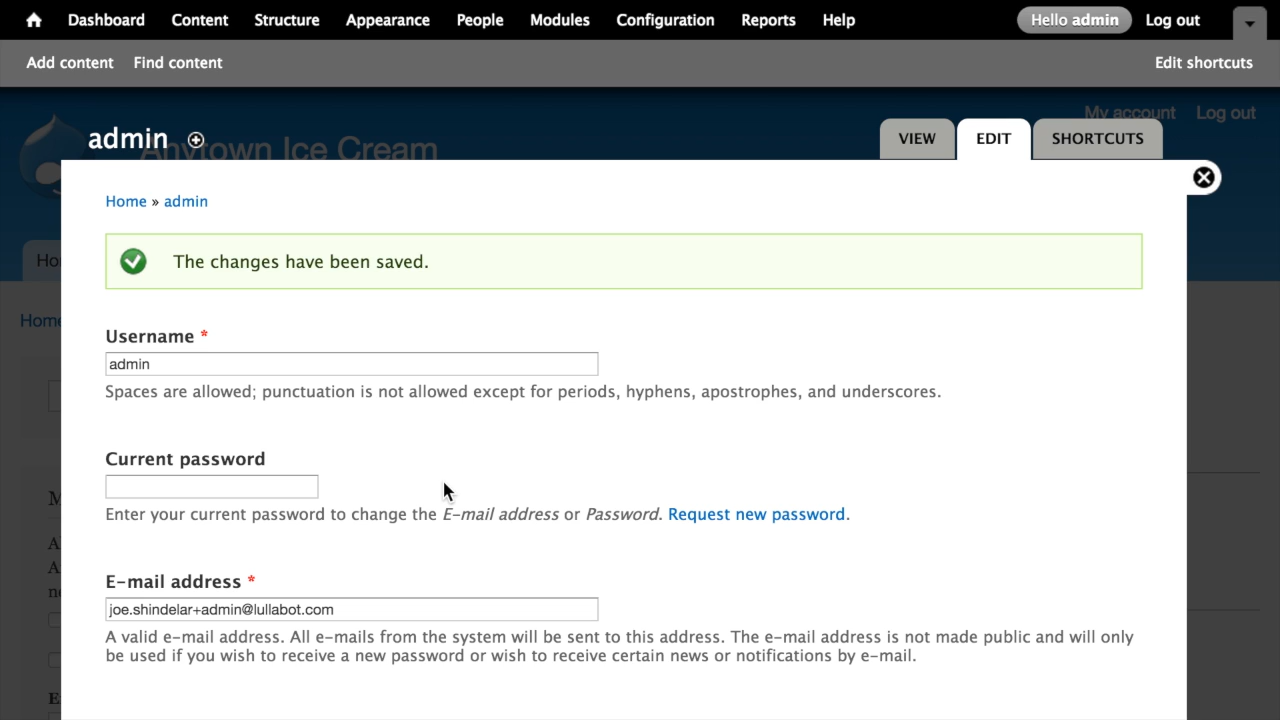 Dashboard Content Structure Appearance People Modules Configuration Reports Help Hello admin Log out
Add content Find content Edit shortcuts
My account Log out
admin VIEW EDIT SHORTCUTS
Anytown Ice Cream
Home » admin
The changes have been saved.
Home
Username *
admin
Spaces are allowed; punctuation is not allowed except for periods, hyphens, apostrophes, and underscores.
Current password
Enter your current password to change the E-mail address or Password. Request new password.
E-mail address *
joe.shindelar+admin@lullabot.com
A valid e-mail address. All e-mails from the system will be sent to this address. The e-mail address is not made public and will only
be used if you wish to receive a new password or wish to receive certain news or notifications by e-mail.